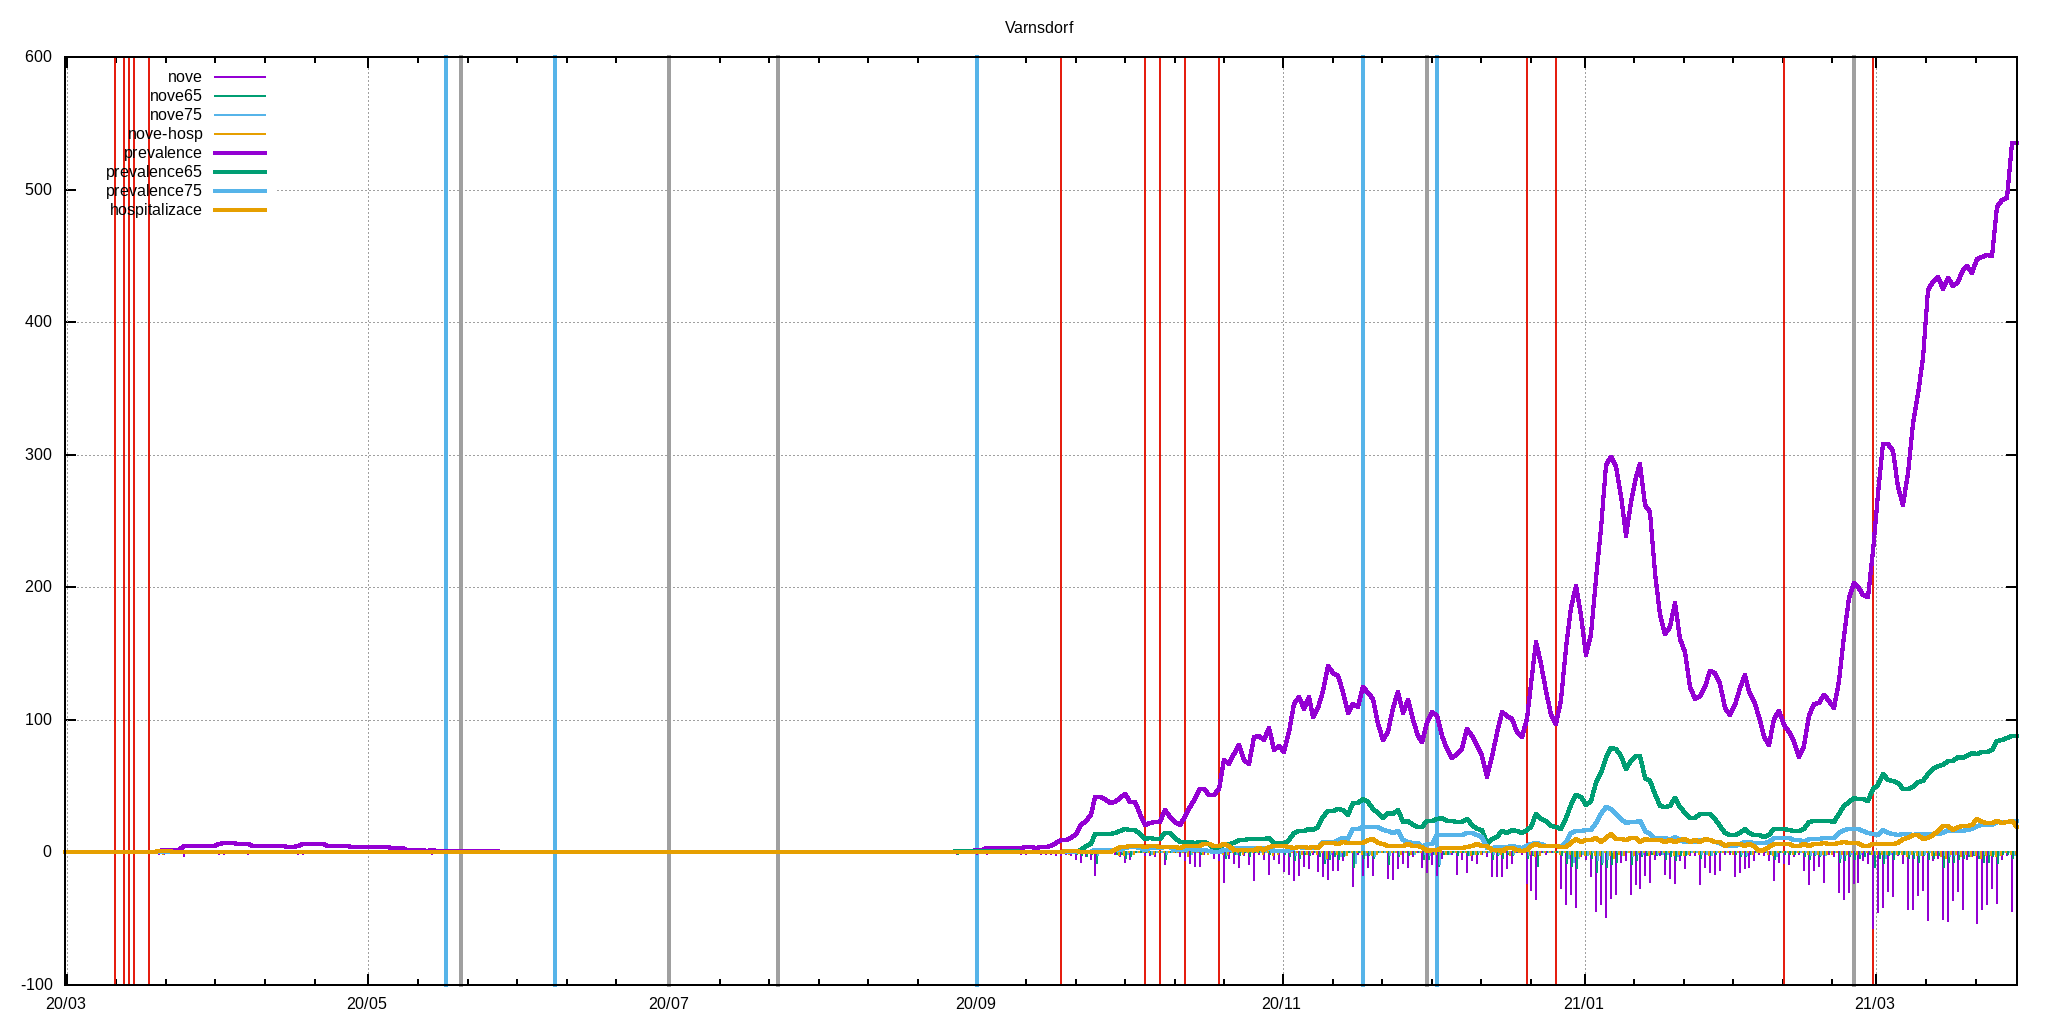 Varnsdorf
600
500
400
300
200
100
0
-100
nove
nove65
nove75
nove-hosp
prevalence
prevalence65
prevalence75
hospitalizace
20/03 20/05 20/07 20/09 20/11 21/01 21/03